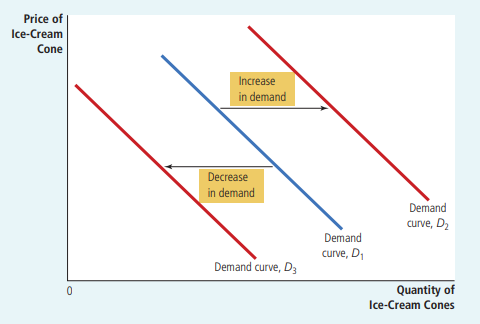 Price of
Ice-Cream
Cone
Increase
in demand
Decrease
in demand
Demand
curve, D₂
Demand
curve, D₁
Demand curve, D₃
0
Quantity of
Ice-Cream Cones